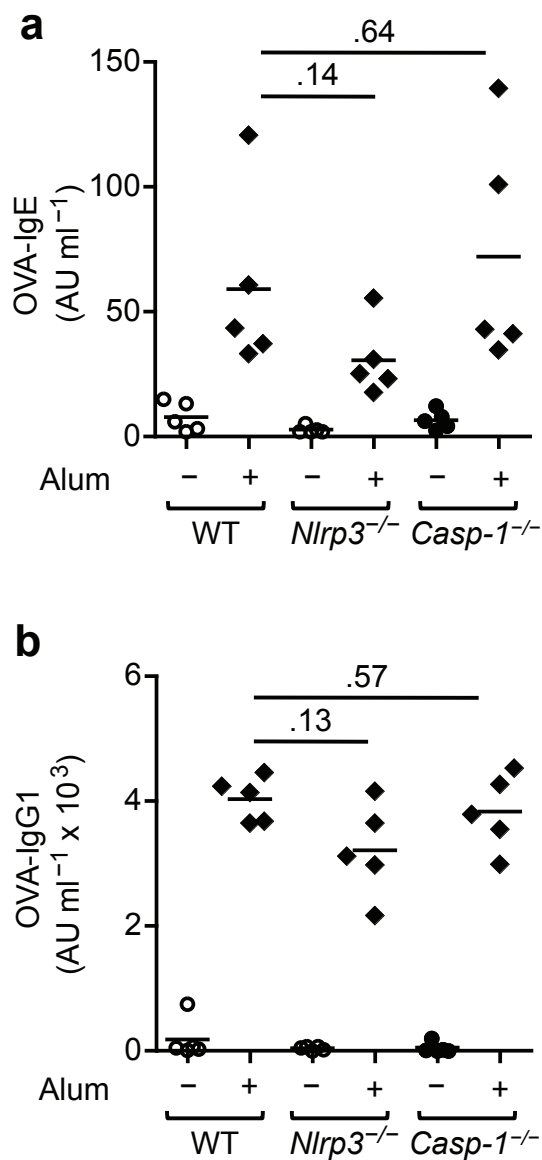 a
.64
.14
150
100
50
0
OVA-IgE
(AU ml⁻¹)
Alum − + − + − +
WT Nlrp3⁻/⁻ Casp-1⁻/⁻
b
.57
.13
6
4
2
0
OVA-IgG1
(AU ml⁻¹ x 10³)
Alum − + − + − +
WT Nlrp3⁻/⁻ Casp-1⁻/⁻